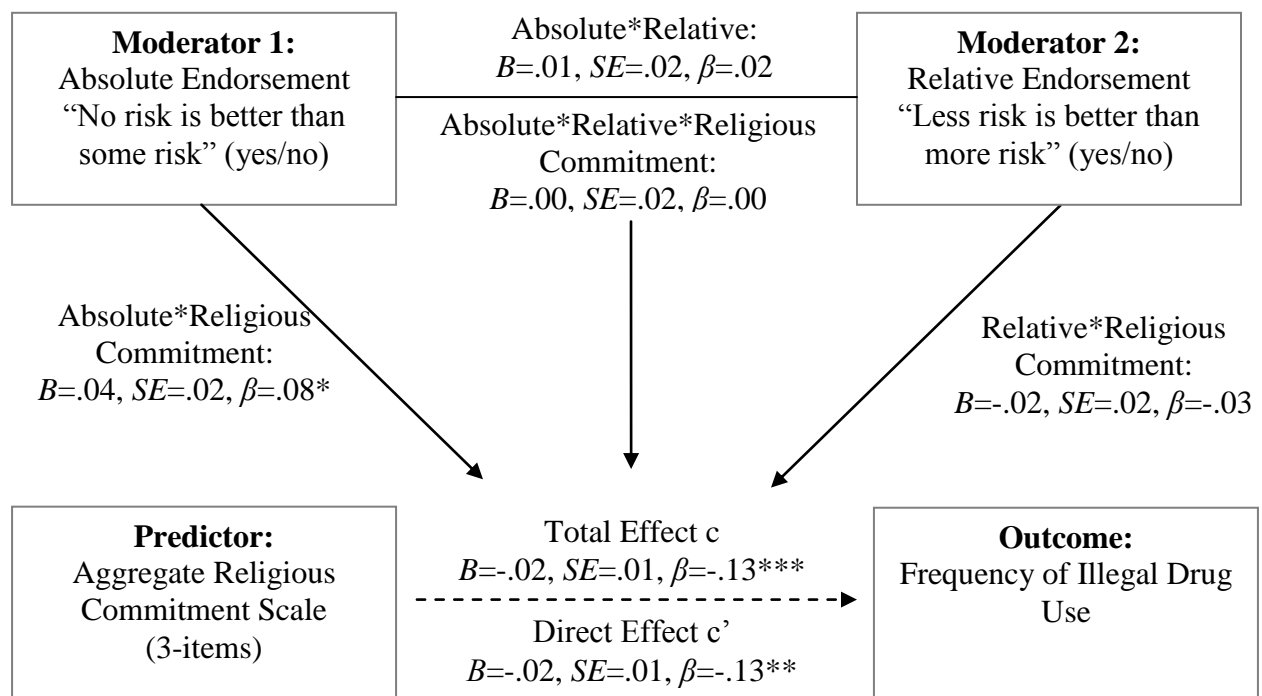 Moderator 1:
Absolute Endorsement
“No risk is better than
some risk” (yes/no)
Absolute*Relative:
B=.01, SE=.02, β=.02
Absolute*Relative*Religious
Commitment:
B=.00, SE=.02, β=.00
Moderator 2:
Relative Endorsement
“Less risk is better than
more risk” (yes/no)
Absolute*Religious
Commitment:
B=.04, SE=.02, β=.08*
Relative*Religious
Commitment:
B=-.02, SE=.02, β=-.03
Predictor:
Aggregate Religious
Commitment Scale
(3-items)
Total Effect c
B=-.02, SE=.01, β=-.13***
Direct Effect c’
B=-.02, SE=.01, β=-.13**
Outcome:
Frequency of Illegal Drug
Use